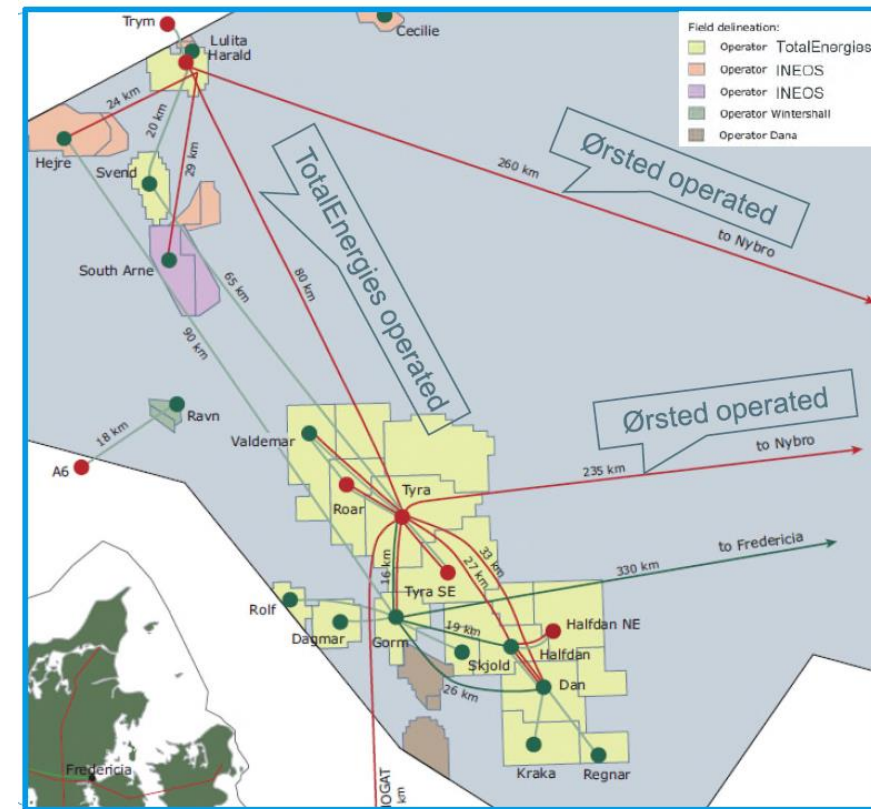 Trym
Lulita
Harald
Cecilie
Field delineation:
Operator TotalEnergies
Operator INEOS
Operator INEOS
Operator Wintershall
Operator Dana
24 km
20 km
29 km
Hejre
Svend
South Arne
TotalEnergies operated
Ørsted operated
260 km
to Nybro
80 km
65 km
90 km
Ravn
18 km
A6
Valdemar
Roar
Tyra
Ørsted operated
235 km
to Nybro
33 km
27 km
16 km
Tyra SE
330 km
to Fredericia
Rolf
Dagmar
Gorm
19 km
Skjold
Halfdan NE
Halfdan
26 km
Dan
Kraka
Regnar
Fredericia
NOGAT
km